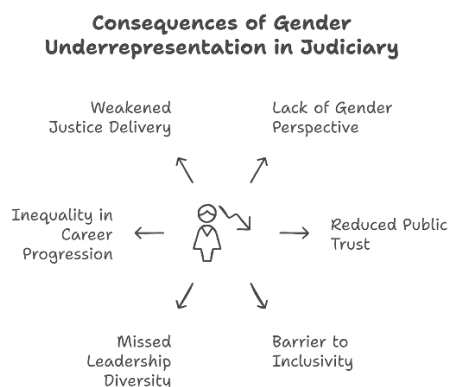 Consequences of Gender
Underrepresentation in Judiciary
Weakened
Justice Delivery
Lack of Gender
Perspective
Inequality in
Career
Progression
Reduced Public
Trust
Missed
Leadership
Diversity
Barrier to
Inclusivity